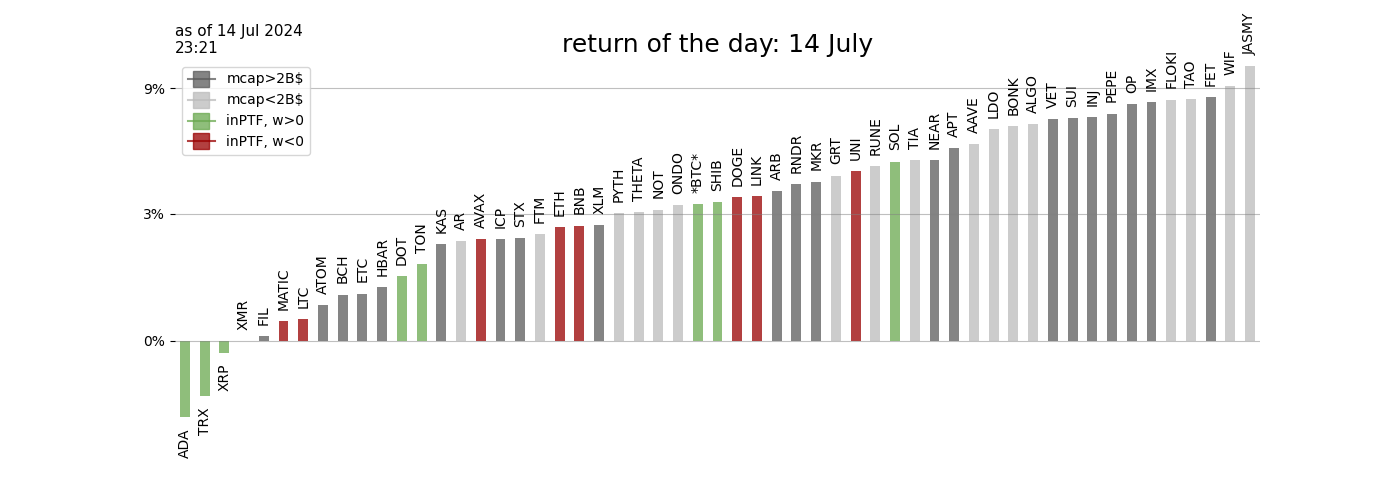 as of 14 Jul 2024
23:21
return of the day: 14 July
mcap>2B$
mcap<2B$
inPTF, w>0
inPTF, w<0
9%
3%
0%
ADA
TRX
XRP
XMR
FIL
MATIC
LTC
ATOM
BCH
ETC
HBAR
DOT
TON
KAS
AR
AVAX
ICP
STX
FTM
ETH
BNB
XLM
PYTH
THETA
NOT
ONDO
*BTC*
SHIB
DOGE
LINK
ARB
RNDR
MKR
GRT
UNI
RUNE
SOL
TIA
NEAR
APT
AAVE
LDO
BONK
ALGO
VET
SUI
INJ
PEPE
OP
IMX
FLOKI
TAO
FET
WIF
JASMY